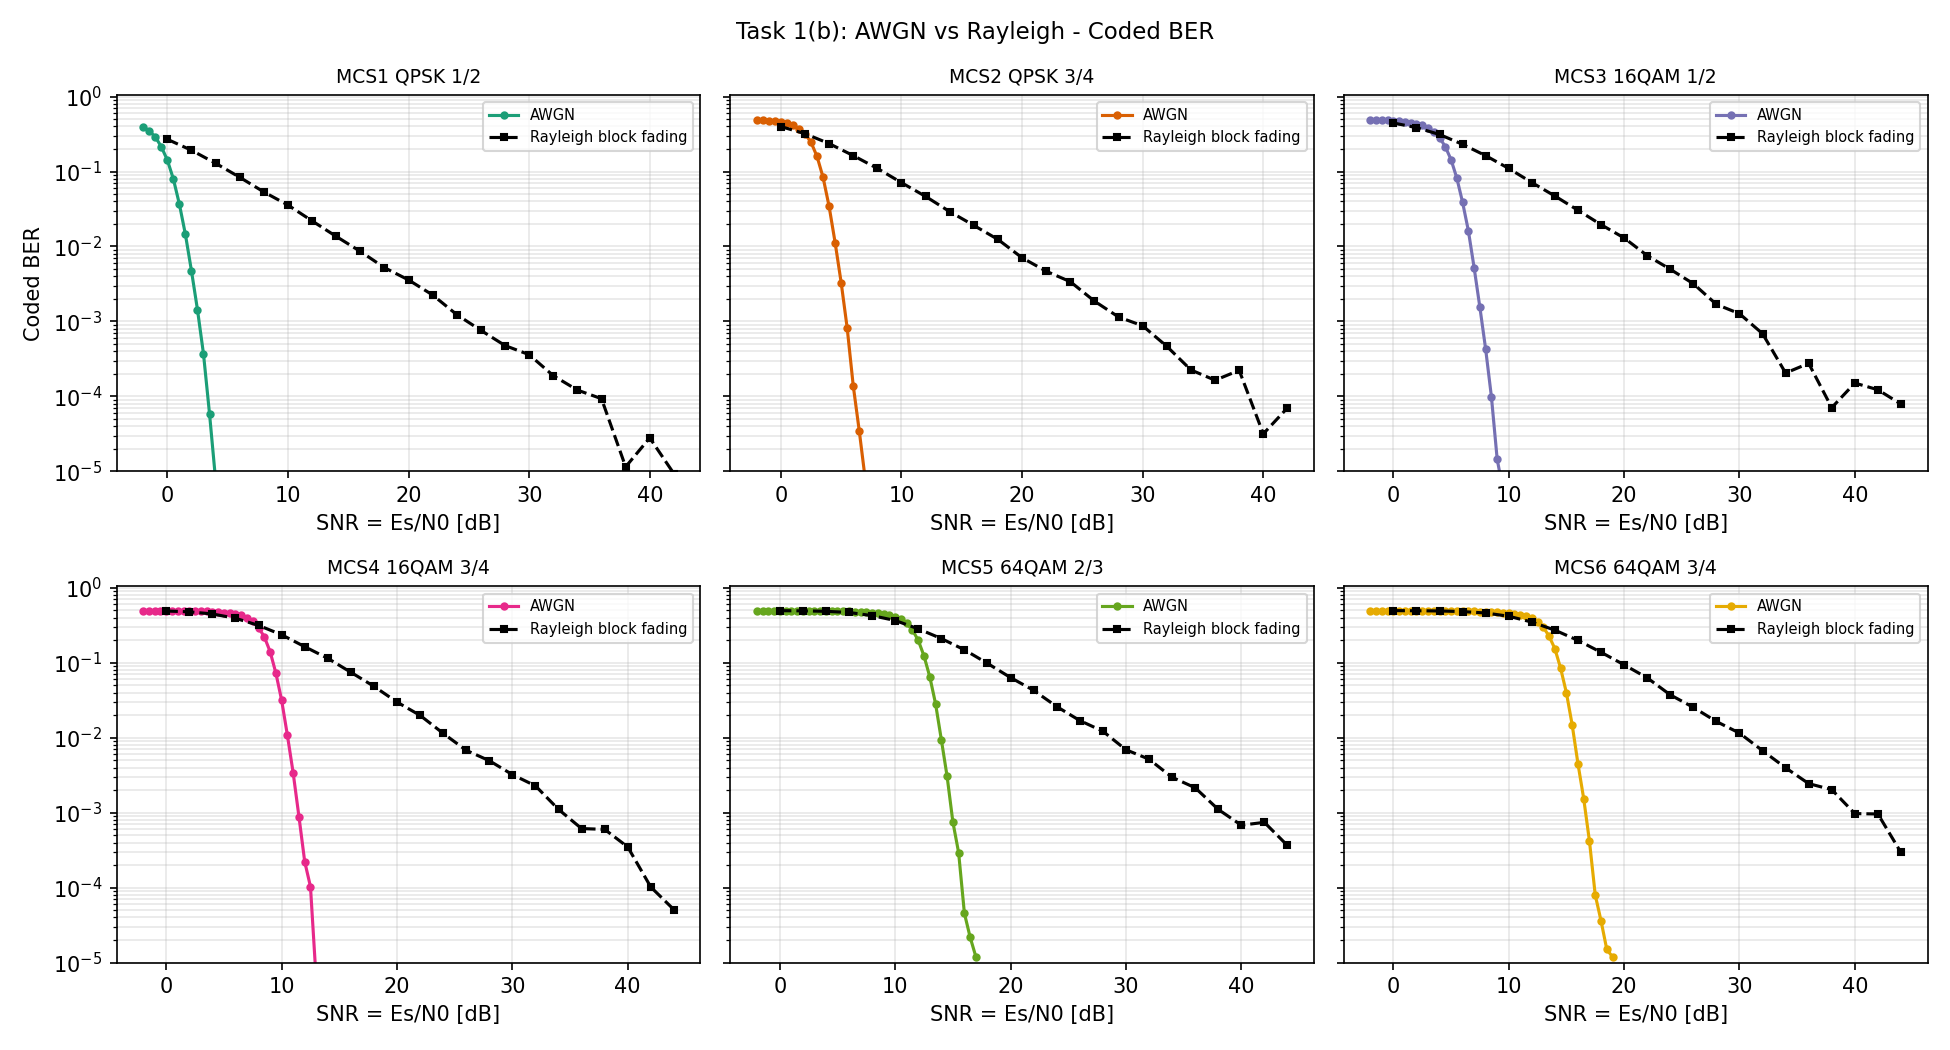 Task 1(b): AWGN vs Rayleigh - Coded BER
MCS1 QPSK 1/2
AWGN
Rayleigh block fading
10^0
10^-1
10^-2
10^-3
10^-4
10^-5
Coded BER
0 10 20 30 40
SNR = Es/N0 [dB]
MCS2 QPSK 3/4
AWGN
Rayleigh block fading
0 10 20 30 40
SNR = Es/N0 [dB]
MCS3 16QAM 1/2
AWGN
Rayleigh block fading
0 10 20 30 40
SNR = Es/N0 [dB]
MCS4 16QAM 3/4
AWGN
Rayleigh block fading
10^0
10^-1
10^-2
10^-3
10^-4
10^-5
0 10 20 30 40
SNR = Es/N0 [dB]
MCS5 64QAM 2/3
AWGN
Rayleigh block fading
0 10 20 30 40
SNR = Es/N0 [dB]
MCS6 64QAM 3/4
AWGN
Rayleigh block fading
0 10 20 30 40
SNR = Es/N0 [dB]